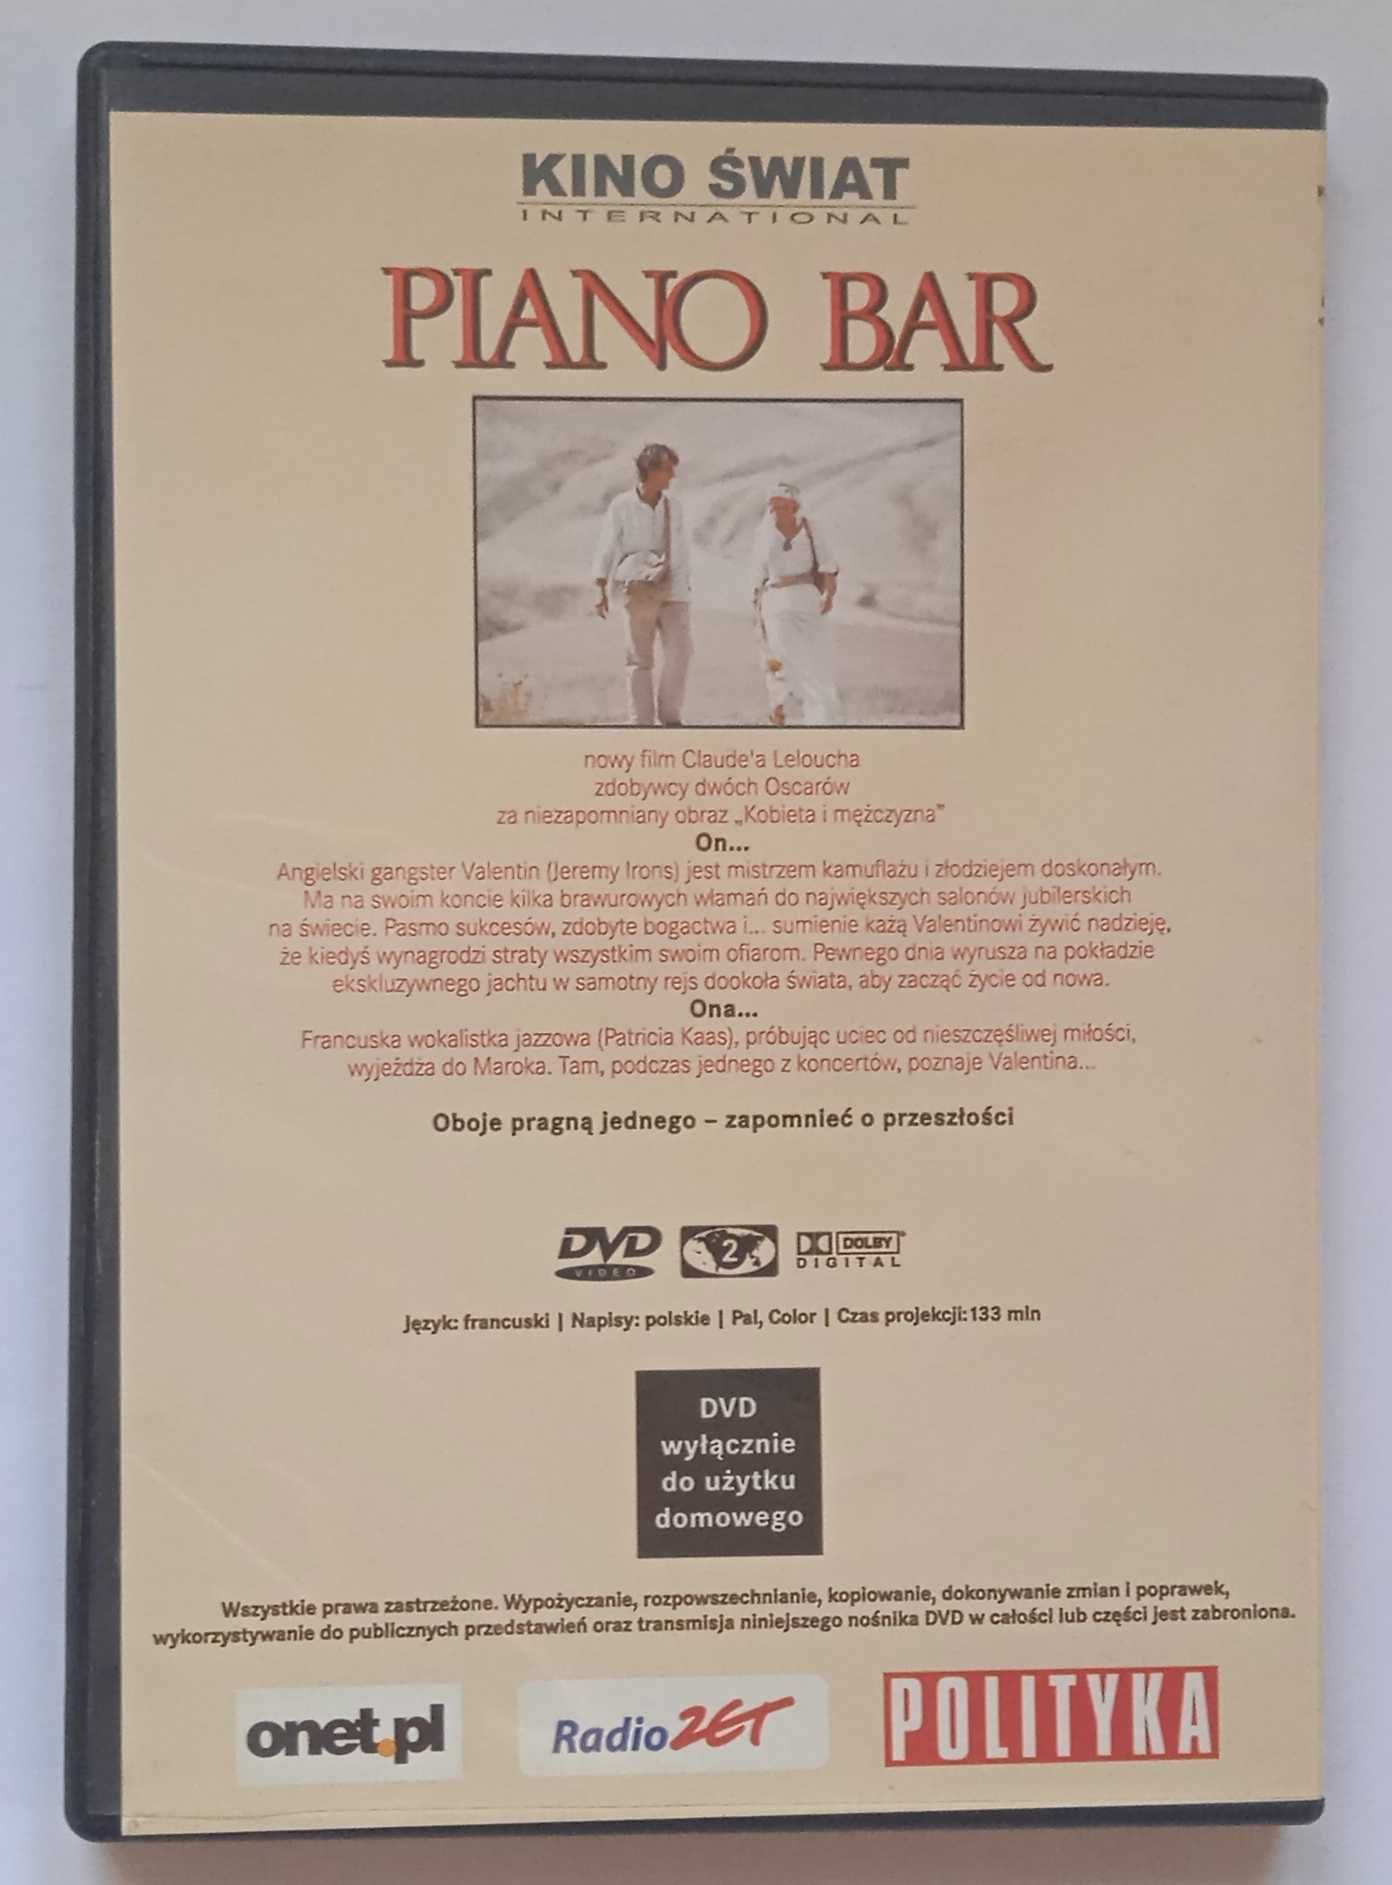 KINO ŚWIAT
INTERNATIONAL
PIANO BAR
nowy film Claude'a Leloucha
zdobywcy dwóch Oscarów
za niezapomniany obraz „Kobieta i mężczyzna”
On...
Angielski gangster Valentin (Jeremy Irons) jest mistrzem kamuflażu i złodziejem doskonałym.
Ma na swoim koncie kilka brawurowych włamań do największych salonów jubilerskich
na świecie. Pasmo sukcesów, zdobyte bogactwa i... sumienie każą Valentinowi żywić nadzieję,
że kiedyś wynagrodzi straty wszystkim swoim ofiarom. Pewnego dnia wyrusza na pokładzie
ekskluzywnego jachtu w samotny rejs dookoła świata, aby zacząć życie od nowa.
Ona...
Francuska wokalistka jazzowa (Patricia Kaas), próbując uciec od nieszczęśliwej miłości,
wyjeżdża do Maroka. Tam, podczas jednego z koncertów, poznaje Valentina...
Oboje pragną jednego – zapomnieć o przeszłości
DVD VIDEO 2 DOLBY DIGITAL
Język: francuski | Napisy: polskie | Pal, Color | Czas projekcji: 133 min
DVD
wyłącznie
do użytku
domowego
Wszystkie prawa zastrzeżone. Wypożyczanie, rozpowszechnianie, kopiowanie, dokonywanie zmian i poprawek,
wykorzystywanie do publicznych przedstawień oraz transmisja niniejszego nośnika DVD w całości lub części jest zabroniona.
onet.pl Radio ZET POLITYKA